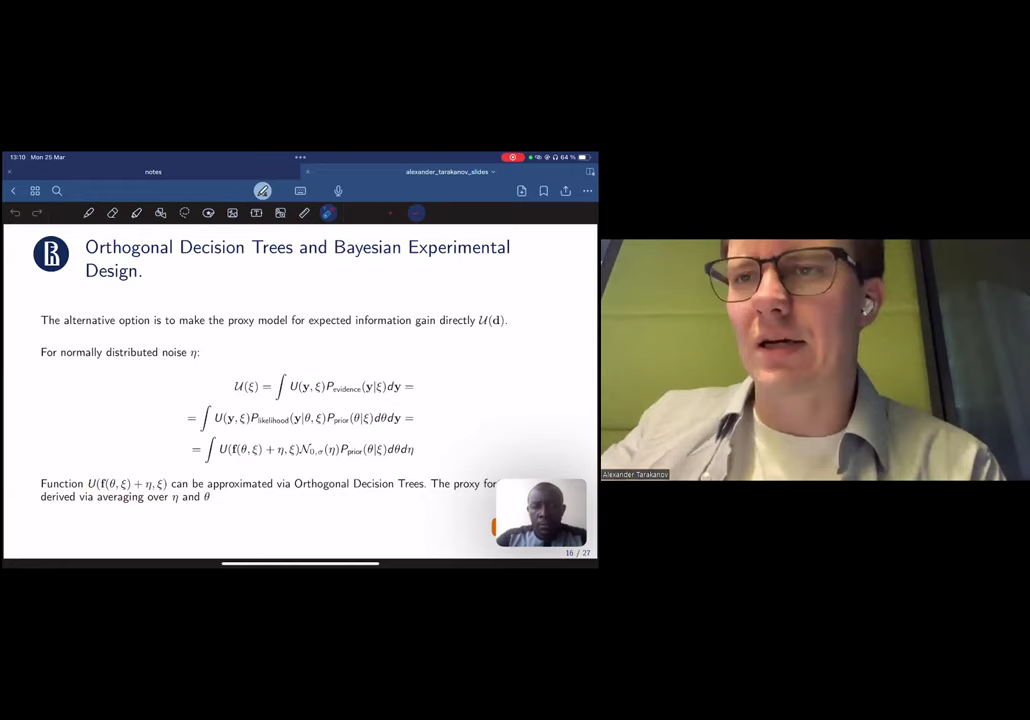 13:10 Mon 25 Mar
64 %
notes
alexander_tarakanov_slides
Orthogonal Decision Trees and Bayesian Experimental
Design.
The alternative option is to make the proxy model for expected information gain directly 𝒰(d).
For normally distributed noise η:
𝒰(ξ) = ∫ U(y, ξ)P_evidence(y|ξ)dy =
= ∫ U(y, ξ)P_likelihood(y|θ, ξ)P_prior(θ|ξ)dθdy =
= ∫ U(f(θ, ξ) + η, ξ)𝒩_{0,σ}(η)P_prior(θ|ξ)dθdη
Function U(f(θ, ξ) + η, ξ) can be approximated via Orthogonal Decision Trees. The proxy for
derived via averaging over η and θ
16 / 27
Alexander Tarakanov